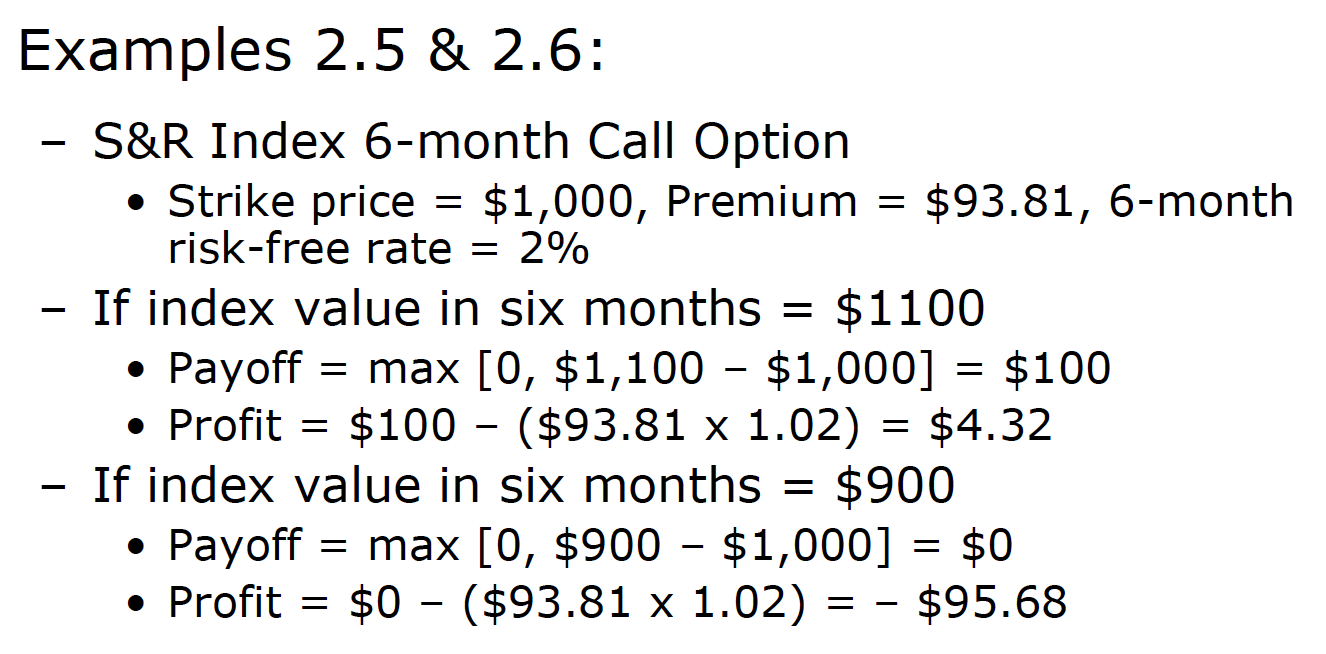 Examples 2.5 & 2.6:
– S&R Index 6-month Call Option
• Strike price = $1,000, Premium = $93.81, 6-month
risk-free rate = 2%
– If index value in six months = $1100
• Payoff = max [0, $1,100 – $1,000] = $100
• Profit = $100 – ($93.81 x 1.02) = $4.32
– If index value in six months = $900
• Payoff = max [0, $900 – $1,000] = $0
• Profit = $0 – ($93.81 x 1.02) = – $95.68